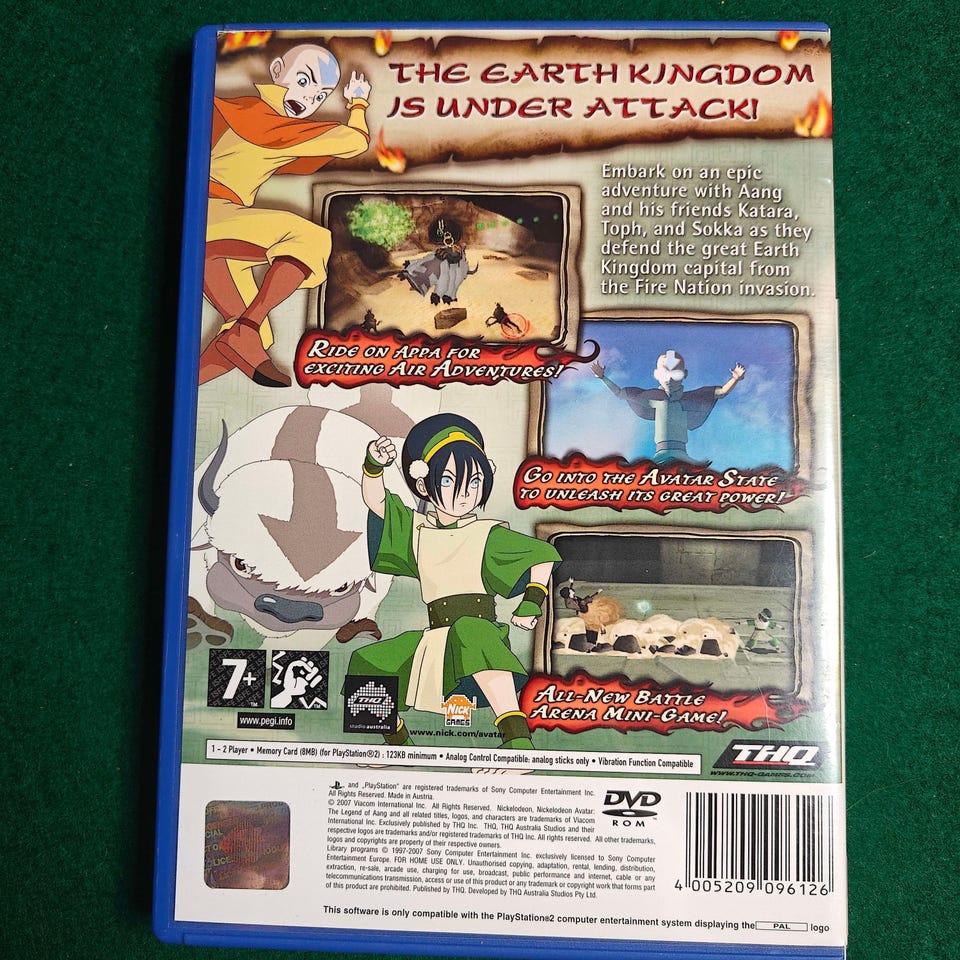 THE EARTH KINGDOM
IS UNDER ATTACK!
Embark on an epic
adventure with Aang
and his friends Katara,
Toph, and Sokka as they
defend the great Earth
Kingdom capital from
the Fire Nation invasion.
RIDE ON APPA FOR
EXCITING AIR ADVENTURES!
GO INTO THE AVATAR STATE
TO UNLEASH ITS GREAT POWER!
ALL-NEW BATTLE
ARENA MINI-GAME!
7+
TM
www.pegi.info
THQ
studio australia
NICK
GAMES
www.nick.com/avatar
THQ
WWW.THQ-GAMES.COM
1 - 2 Player • Memory Card (8MB) (for PlayStation®2) : 123KB minimum • Analog Control Compatible: analog sticks only • Vibration Function Compatible
and „PlayStation" are registered trademarks of Sony Computer Entertainment Inc.
All Rights Reserved. Made in Austria.
© 2007 Viacom International Inc. All Rights Reserved. Nickelodeon, Nickelodeon Avatar:
The Legend of Aang and all related titles, logos, and characters are trademarks of Viacom
International Inc. Exclusively published by THQ Inc. THQ, THQ Australia Studios and their
respective logos are trademarks and/or registered trademarks of THQ Inc. All rights reserved. All other trademarks,
logos and copyrights are property of their respective owners.
Library programs © 1997-2007 Sony Computer Entertainment Inc. exclusively licensed to Sony Computer
Entertainment Europe. FOR HOME USE ONLY. Unauthorised copying, adaptation, rental, lending, distribution,
extraction, re-sale, arcade use, charging for use, broadcast, public performance and internet, cable or any
telecommunications transmission, access or use of this product or any trademark or copyright work that forms part
of this product are prohibited. Published by THQ. Developed by THQ Australia Studios Pty Ltd.
DVD
ROM
4 005209 096126
This software is only compatible with the PlayStation®2 computer entertainment system displaying the PAL logo